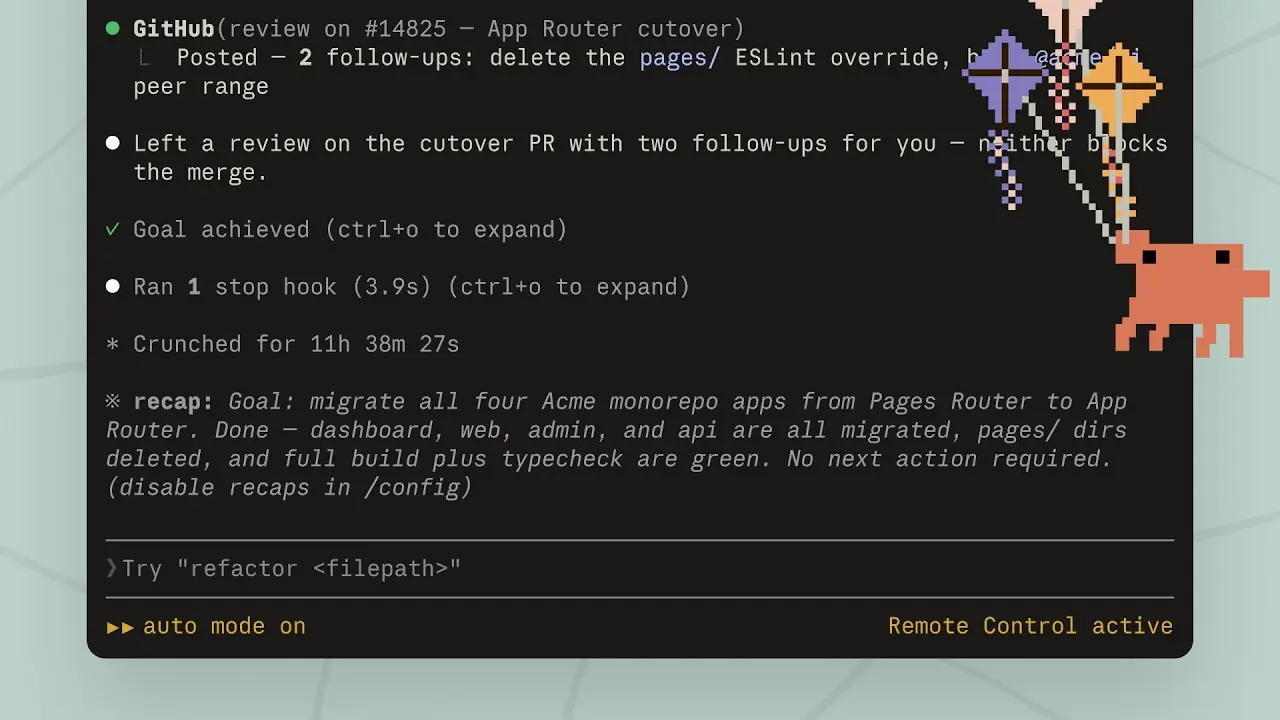 ● GitHub(review on #14825 — App Router cutover)
└ Posted — 2 follow-ups: delete the pages/ ESLint override,
peer range
● Left a review on the cutover PR with two follow-ups for you — neither blocks
the merge.
✓ Goal achieved (ctrl+o to expand)
● Ran 1 stop hook (3.9s) (ctrl+o to expand)
* Crunched for 11h 38m 27s
※ recap: Goal: migrate all four Acme monorepo apps from Pages Router to App
Router. Done — dashboard, web, admin, and api are all migrated, pages/ dirs
deleted, and full build plus typecheck are green. No next action required.
(disable recaps in /config)
❯ Try "refactor <filepath>"
▸▸ auto mode on
Remote Control active